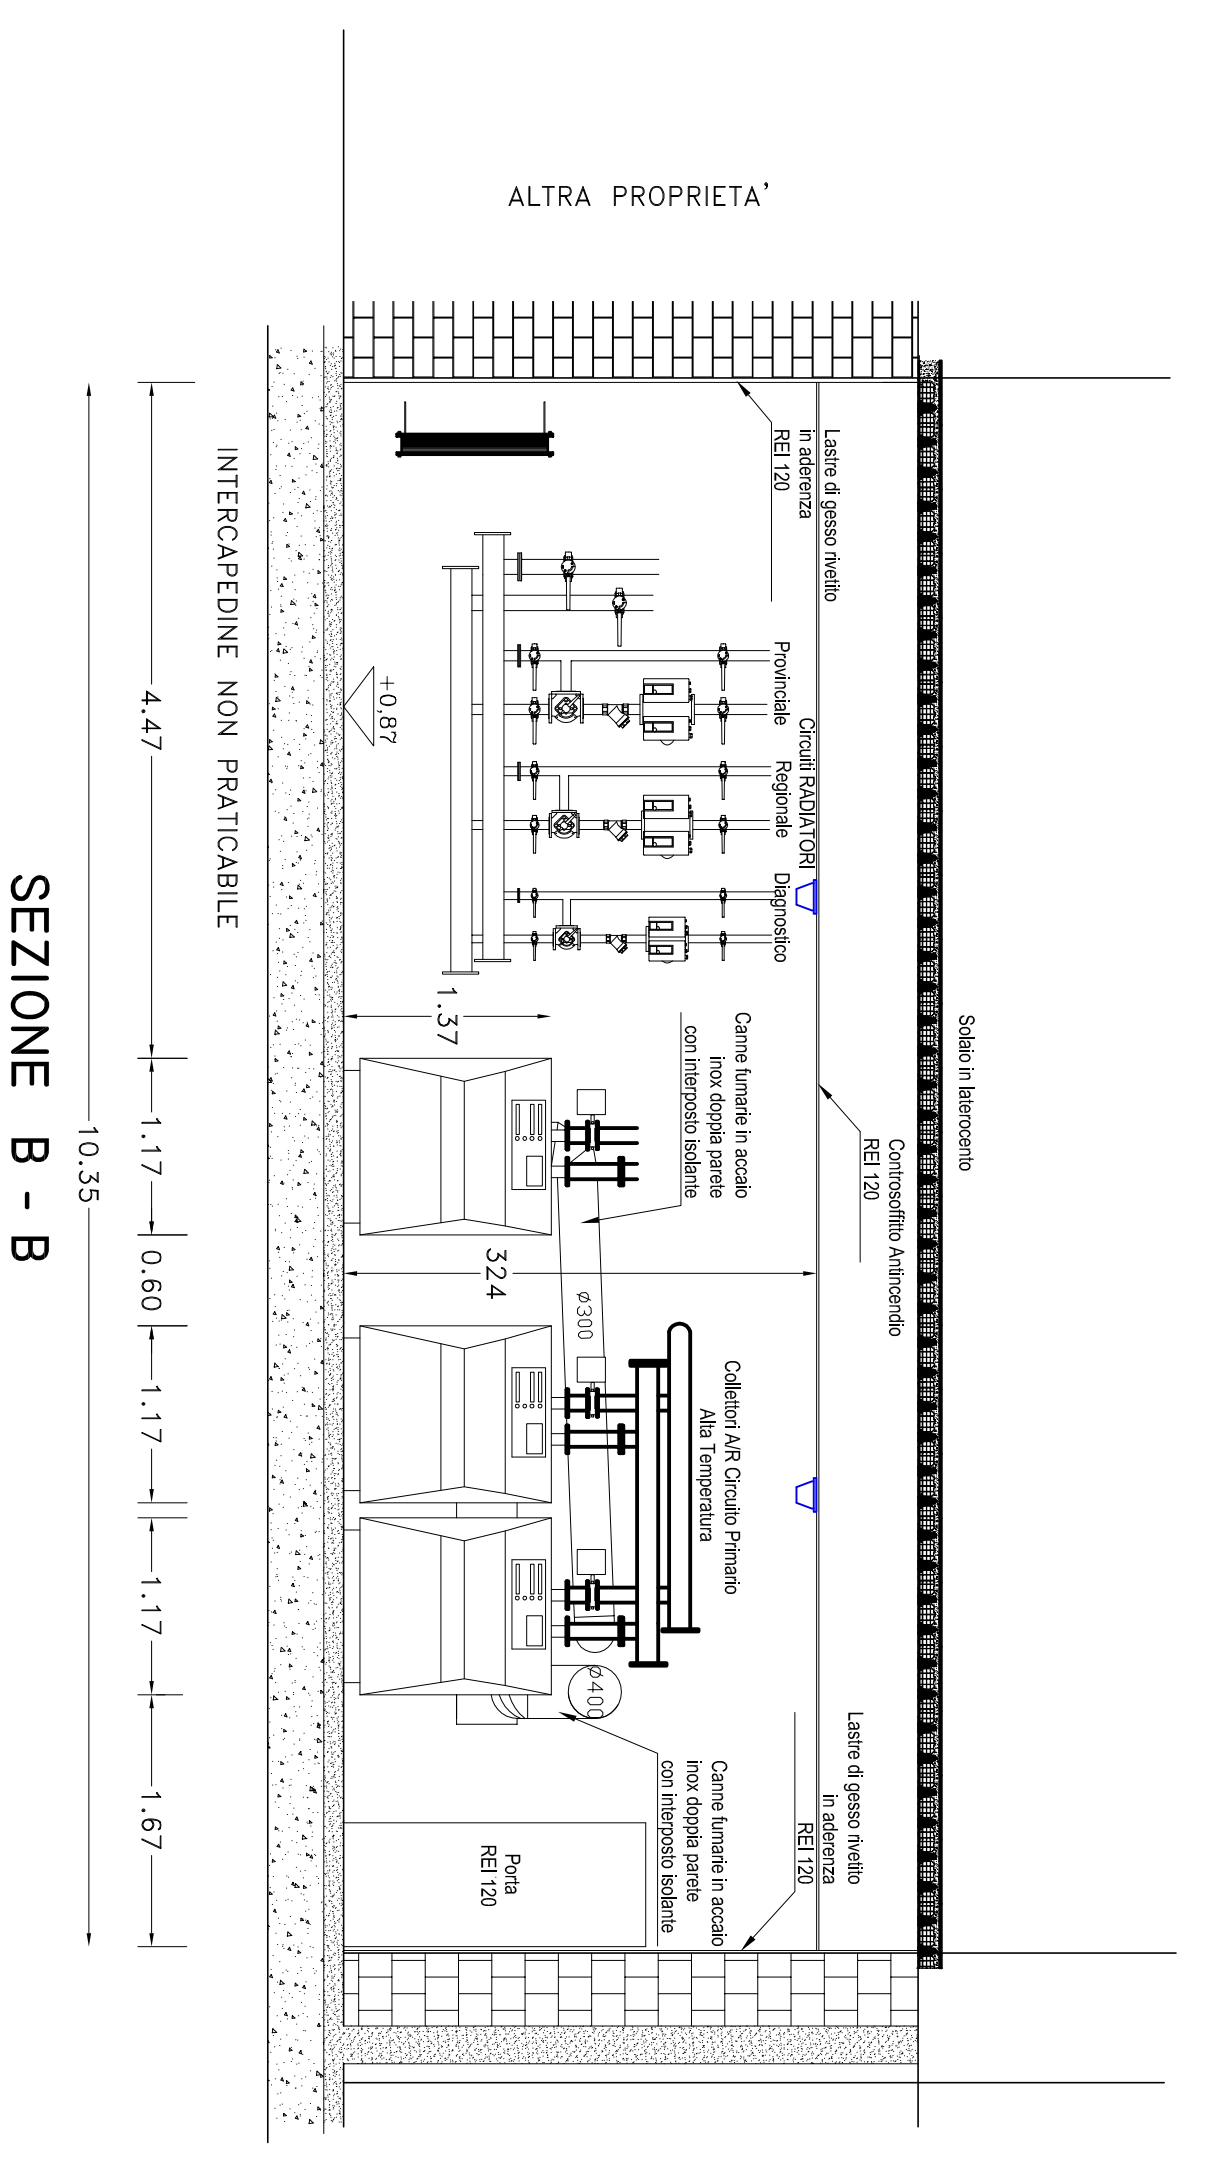 ALTRA PROPRIETA'
Solaio in laterocento
Lastre di gesso rivetito
in aderenza
REI 120
Controsoffitto Antincendio
REI 120
Lastre di gesso rivetito
in aderenza
REI 120
Circuiti RADIATORI
Provinciale
Regionale
Diagnostico
Canne fumarie in accaio
inox doppia parete
con interposto isolante
Collettori A/R Circuito Primario
Alta Temperatura
Canne fumarie in accaio
inox doppia parete
con interposto isolante
Ø300
Ø400
324
1.37
+0,87
Porta
REI 120
INTERCAPEDINE NON PRATICABILE
4.47
1.17
0.60
1.17
1.17
1.67
10.35
SEZIONE B - B